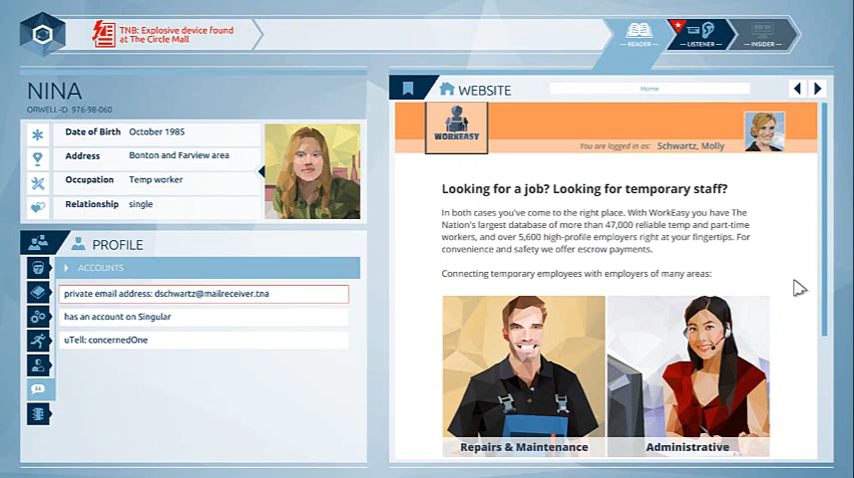 TNB: Explosive device found
at The Circle Mall
READER
LISTENER
INSIDER
NINA
ORWELL-ID 976-98-060
Date of Birth October 1985
Address Bonton and Farview area
Occupation Temp worker
Relationship single
PROFILE
ACCOUNTS
private email address: dschwartz@mailreceiver.tna
has an account on Singular
uTell: concernedOne
WEBSITE
Home
WORKEASY
You are logged in as: Schwartz, Molly
Looking for a job? Looking for temporary staff?
In both cases you've come to the right place. With WorkEasy you have The
Nation's largest database of more than 47,000 reliable temp and part-time
workers, and over 5,600 high-profile employers right at your fingertips. For
convenience and safety we offer escrow payments.
Connecting temporary employees with employers of many areas:
Repairs & Maintenance
Administrative